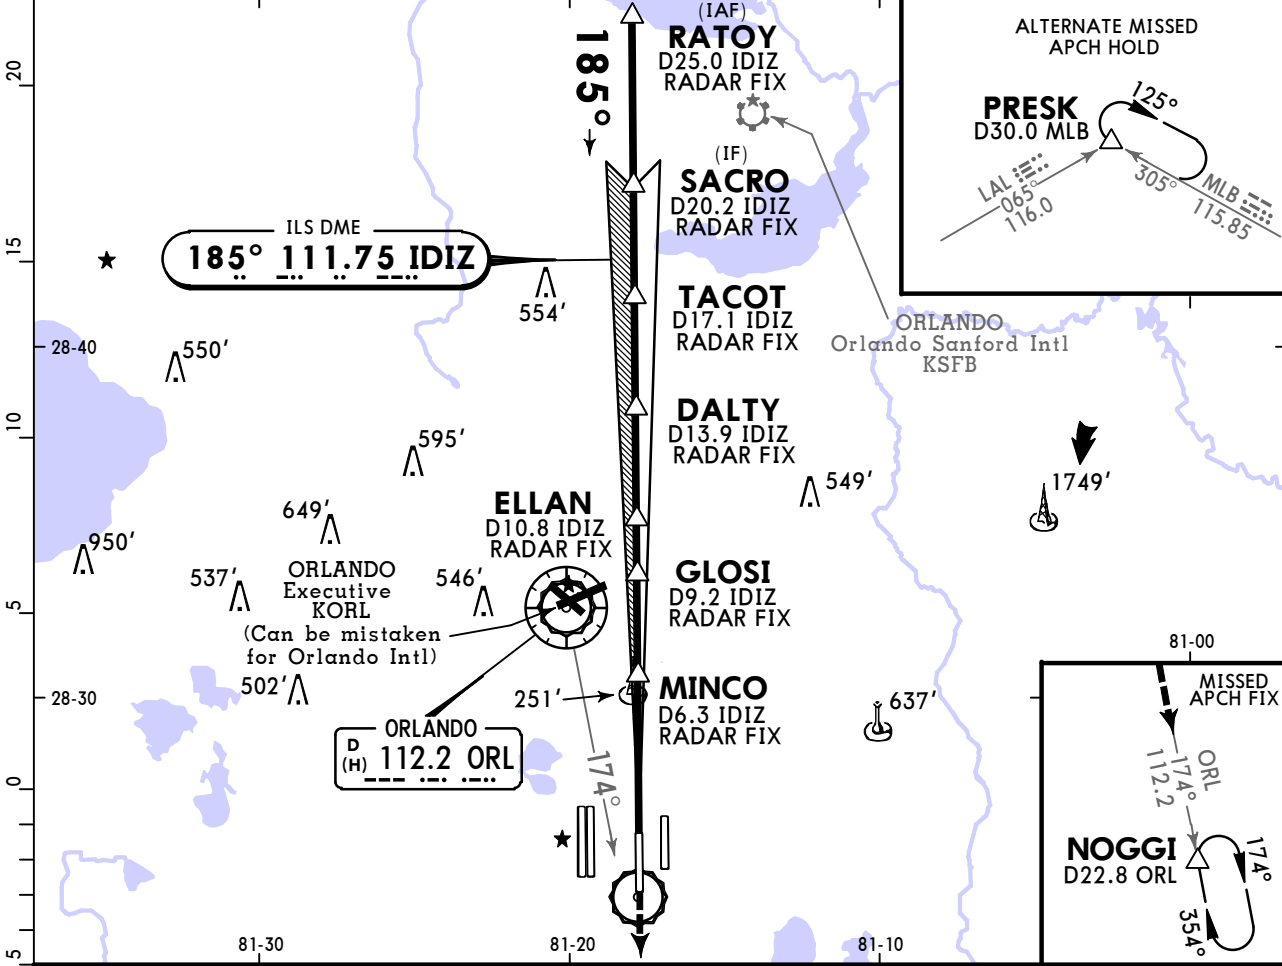 (IAF)
RATOY
D25.0 IDIZ
RADAR FIX
185°
(IF)
SACRO
D20.2 IDIZ
RADAR FIX
ILS DME
185° 111.75 IDIZ
TACOT
D17.1 IDIZ
RADAR FIX
DALTY
D13.9 IDIZ
RADAR FIX
ELLAN
D10.8 IDIZ
RADAR FIX
GLOSI
D9.2 IDIZ
RADAR FIX
MINCO
D6.3 IDIZ
RADAR FIX
ALTERNATE MISSED
APCH HOLD
PRESK
D30.0 MLB
125°
LAL
065°
116.0
305°
MLB
115.85
ORLANDO
Orlando Sanford Intl
KSFB
554'
550'
595'
649'
950'
537'
546'
502'
251'
549'
1749'
637'
ORLANDO
Executive
KORL
(Can be mistaken
for Orlando Intl)
ORLANDO
D
(H)
112.2 ORL
174°
MISSED
APCH FIX
ORL
174°
112.2
NOGGI
D22.8 ORL
174°
354°
20
15
10
5
0
5
28-40
28-30
81-30
81-20
81-10
81-00